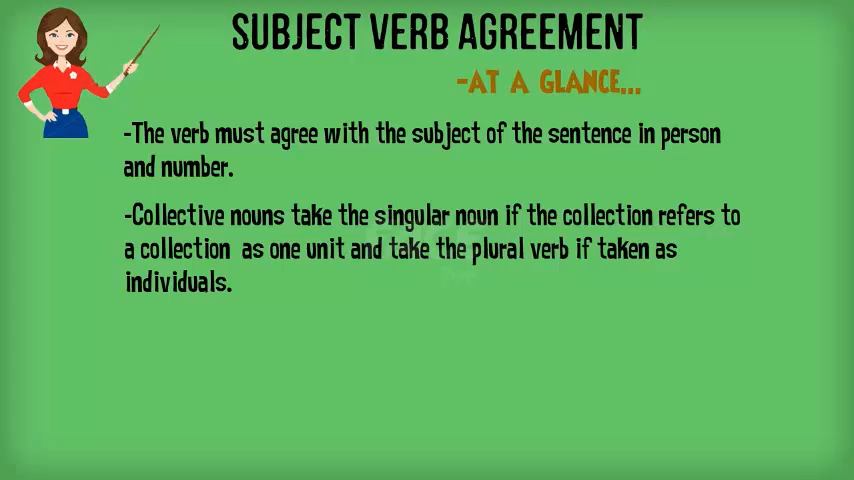 SUBJECT VERB AGREEMENT
-AT A GLANCE...
-The verb must agree with the subject of the sentence in person
and number.
-Collective nouns take the singular noun if the collection refers to
a collection as one unit and take the plural verb if taken as
individuals.